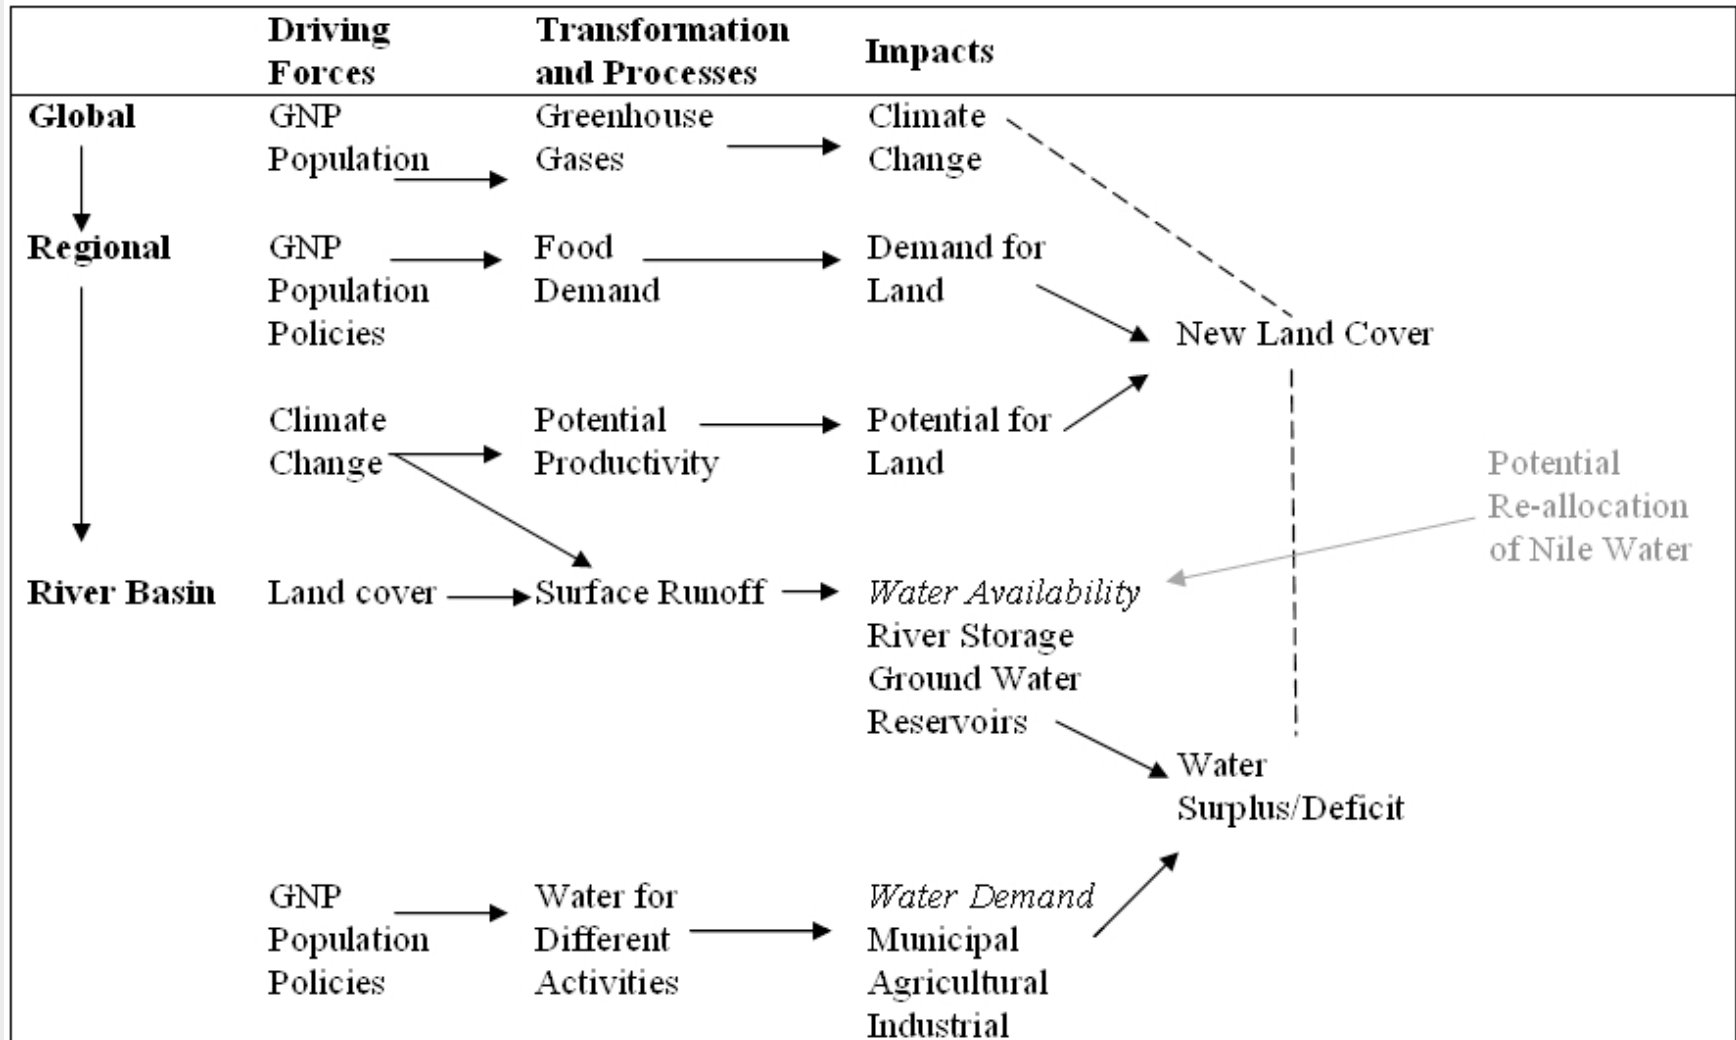 Driving
Forces
Transformation
and Processes
Impacts
Global
GNP
Population
Greenhouse
Gases
Climate
Change
Regional
GNP
Population
Policies
Food
Demand
Demand for
Land
New Land Cover
Climate
Change
Potential
Productivity
Potential for
Land
Potential
Re-allocation
of Nile Water
River Basin
Land cover
Surface Runoff
Water Availability
River Storage
Ground Water
Reservoirs
Water
Surplus/Deficit
GNP
Population
Policies
Water for
Different
Activities
Water Demand
Municipal
Agricultural
Industrial